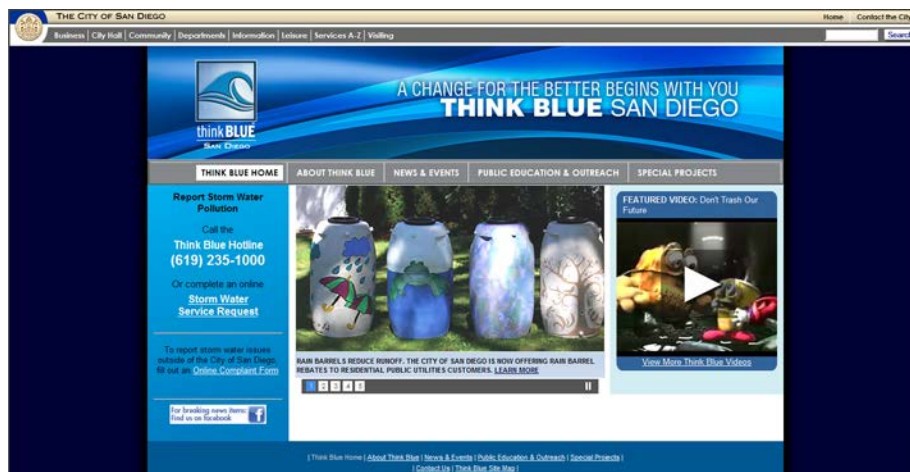 THE CITY OF SAN DIEGO
Home Contact the City
Business | City Hall | Community | Departments | Information | Leisure | Services A-Z | Visiting
Search
A CHANGE FOR THE BETTER BEGINS WITH YOU
THINK BLUE SAN DIEGO
thinkBLUE
SAN DIEGO
THINK BLUE HOME ABOUT THINK BLUE NEWS & EVENTS PUBLIC EDUCATION & OUTREACH SPECIAL PROJECTS
Report Storm Water
Pollution
Call the
Think Blue Hotline
(619) 235-1000
Or complete an online
Storm Water
Service Request
To report storm water issues
outside of the City of San Diego,
fill out an Online Complaint Form
For breaking news items:
Find us on facebook
RAIN BARRELS REDUCE RUNOFF. THE CITY OF SAN DIEGO IS NOW OFFERING RAIN BARREL
REBATES TO RESIDENTIAL PUBLIC UTILITIES CUSTOMERS. LEARN MORE
1 2 3 4 5
FEATURED VIDEO: Don't Trash Our
Future
View More Think Blue Videos
| Think Blue Home | About Think Blue | News & Events | Public Education & Outreach | Special Projects |
| Contact Us | Think Blue Site Map |